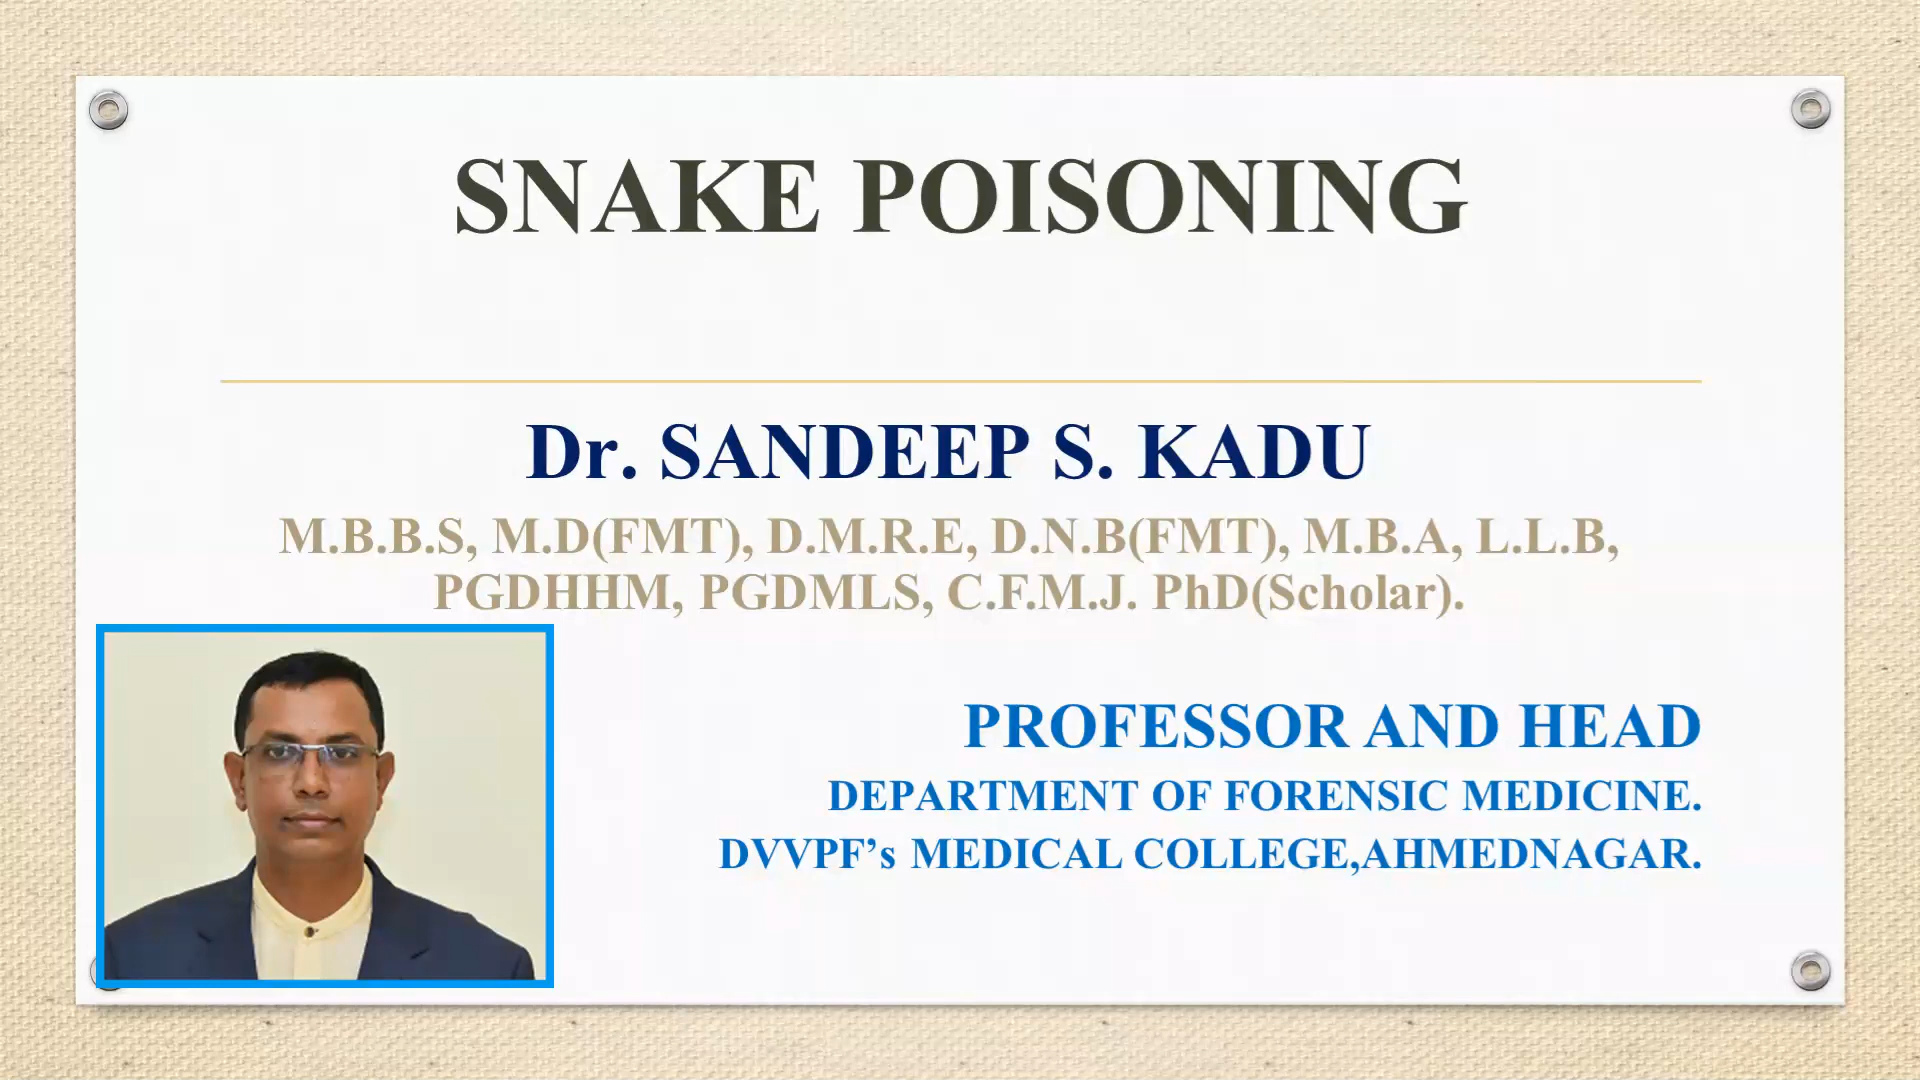 SNAKE POISONING
Dr. SANDEEP S. KADU
M.B.B.S, M.D(FMT), D.M.R.E, D.N.B(FMT), M.B.A, L.L.B,
PGDHHM, PGDMLS, C.F.M.J. PhD(Scholar).
PROFESSOR AND HEAD
DEPARTMENT OF FORENSIC MEDICINE.
DVVPF’s MEDICAL COLLEGE,AHMEDNAGAR.